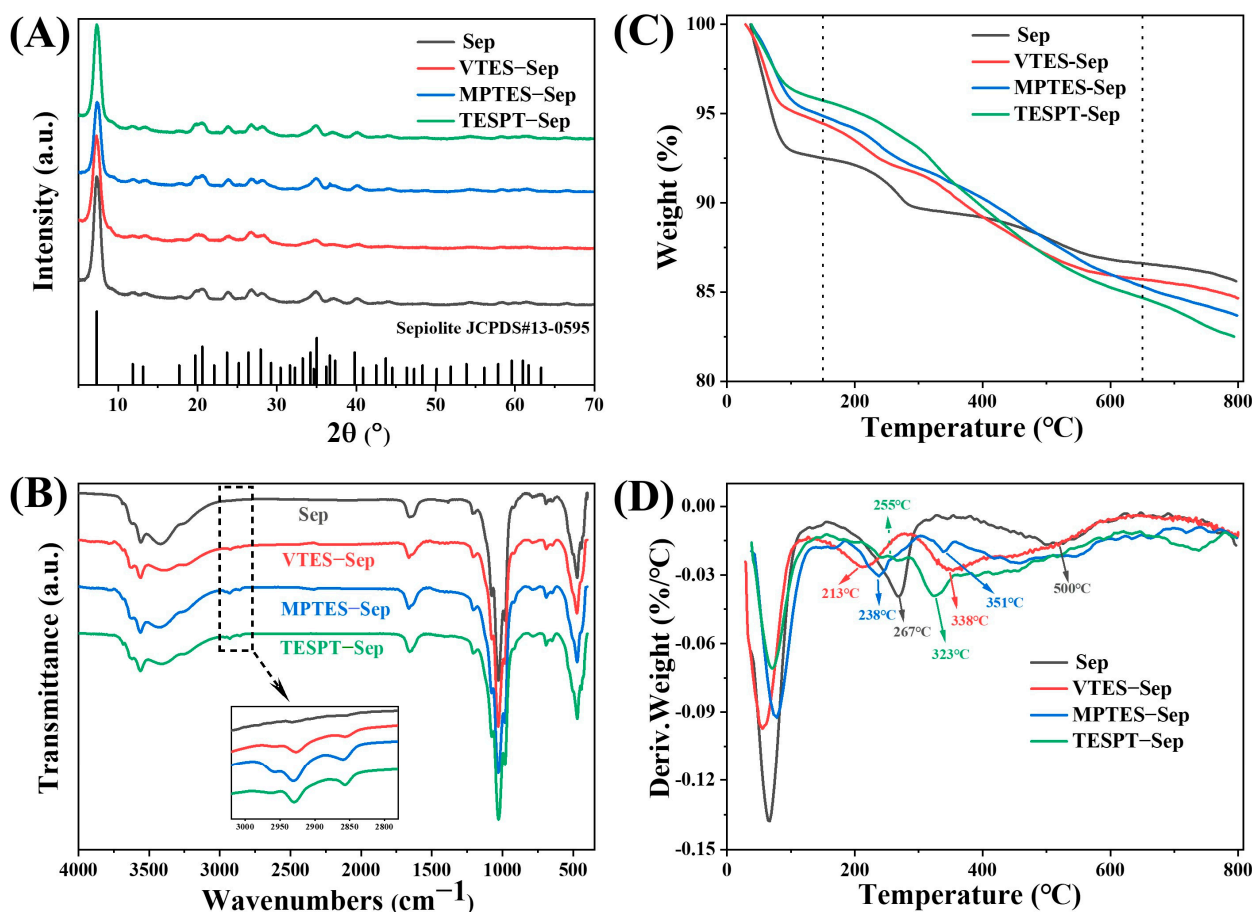 (A)
Sep
VTES−Sep
MPTES−Sep
TESPT−Sep
Intensity (a.u.)
Sepiolite JCPDS#13-0595
10 20 30 40 50 60 70
2θ (°)
(C)
Sep
VTES-Sep
MPTES-Sep
TESPT-Sep
Weight (%)
100
95
90
85
80
0 200 400 600 800
Temperature (℃)
(B)
Sep
VTES−Sep
MPTES−Sep
TESPT−Sep
Transmittance (a.u.)
3000 2950 2900 2850 2800
4000 3500 3000 2500 2000 1500 1000 500
Wavenumbers (cm⁻¹)
(D)
Deriv.Weight (%/℃)
0.00
-0.03
-0.06
-0.09
-0.12
-0.15
255℃
213℃
238℃
267℃
323℃
338℃
351℃
500℃
Sep
VTES−Sep
MPTES−Sep
TESPT−Sep
0 200 400 600 800
Temperature (℃)